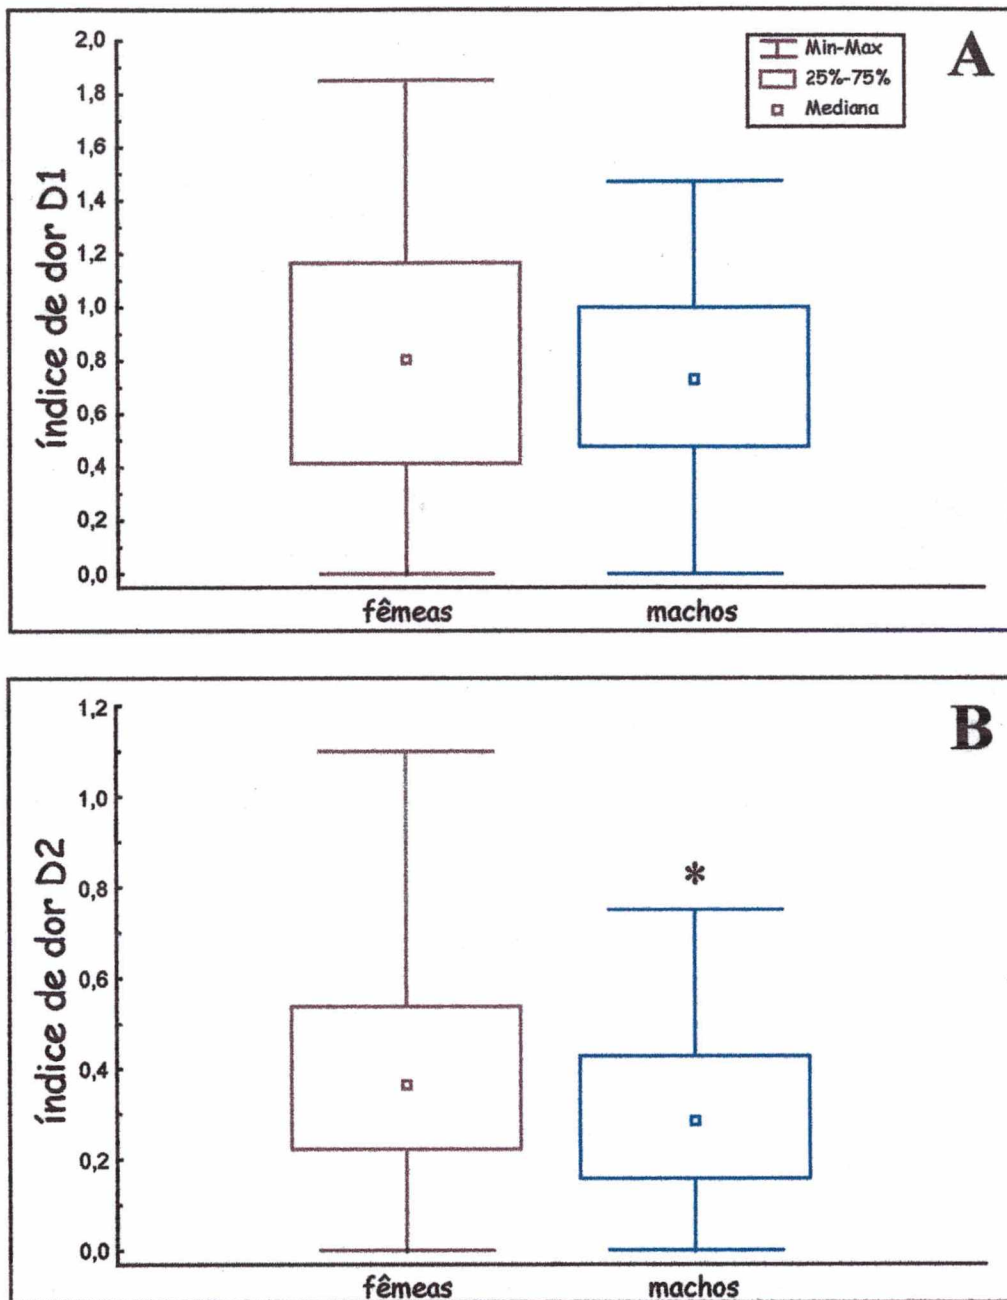 A
Min-Max
25%-75%
Mediana
índice de dor D1
2,0
1,8
1,6
1,4
1,2
1,0
0,8
0,6
0,4
0,2
0,0
fêmeas machos
B
índice de dor D2
1,2
1,0
0,8
*
0,6
0,4
0,2
0,0
fêmeas machos